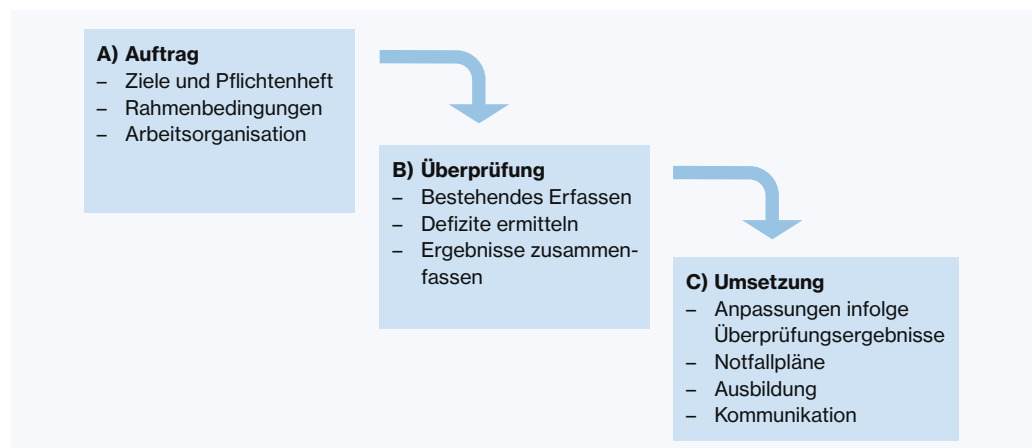 A) Auftrag
– Ziele und Pflichtenheft
– Rahmenbedingungen
– Arbeitsorganisation
B) Überprüfung
– Bestehendes Erfassen
– Defizite ermitteln
– Ergebnisse zusammen-
fassen
C) Umsetzung
– Anpassungen infolge
Überprüfungsergebnisse
– Notfallpläne
– Ausbildung
– Kommunikation